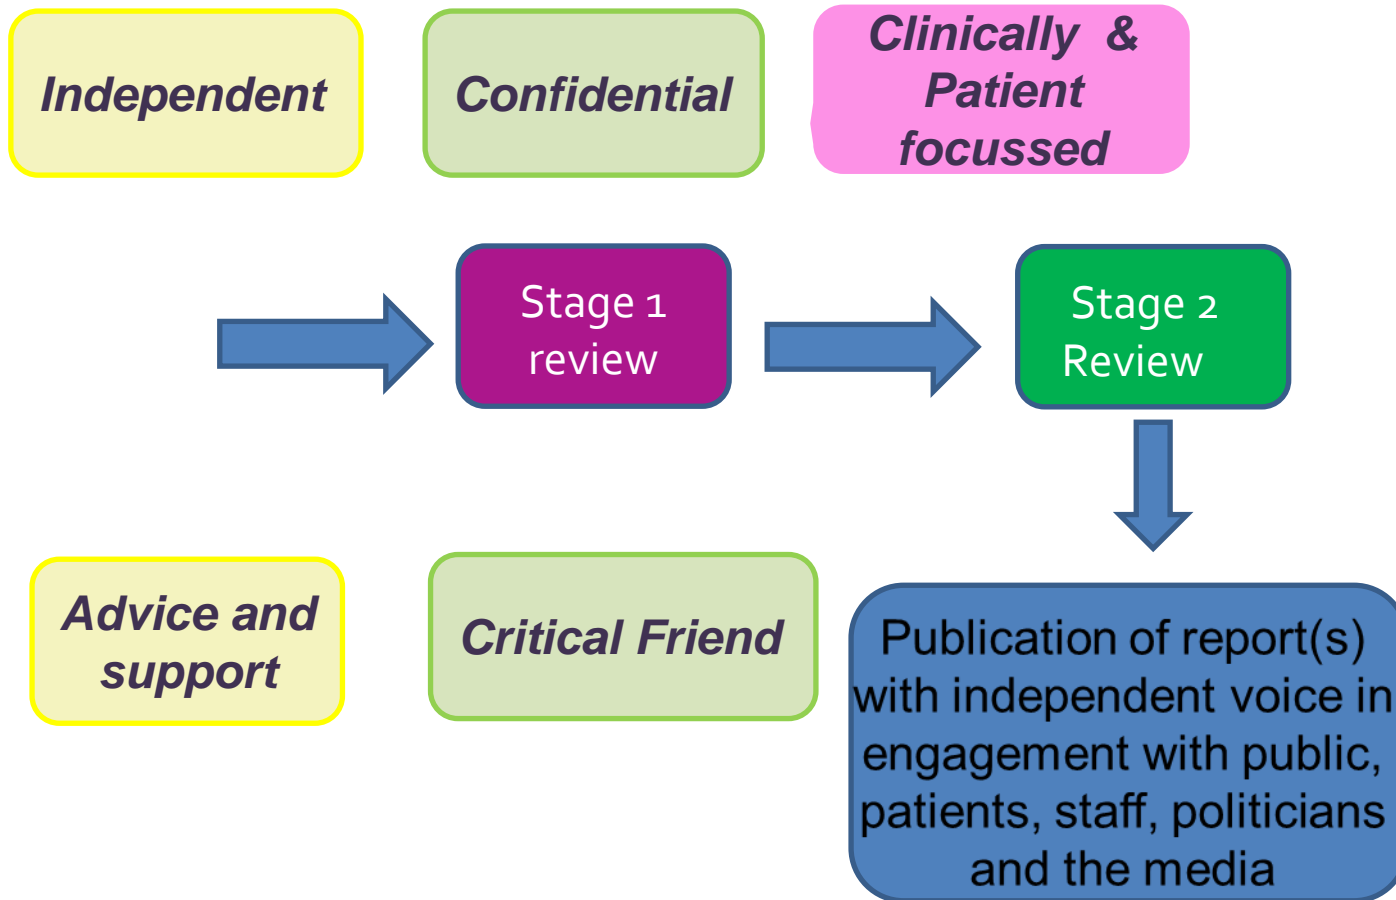 Independent
Confidential
Clinically &
Patient
focussed
Stage 1
review
Stage 2
Review
Advice and
support
Critical Friend
Publication of report(s)
with independent voice in
engagement with public,
patients, staff, politicians
and the media